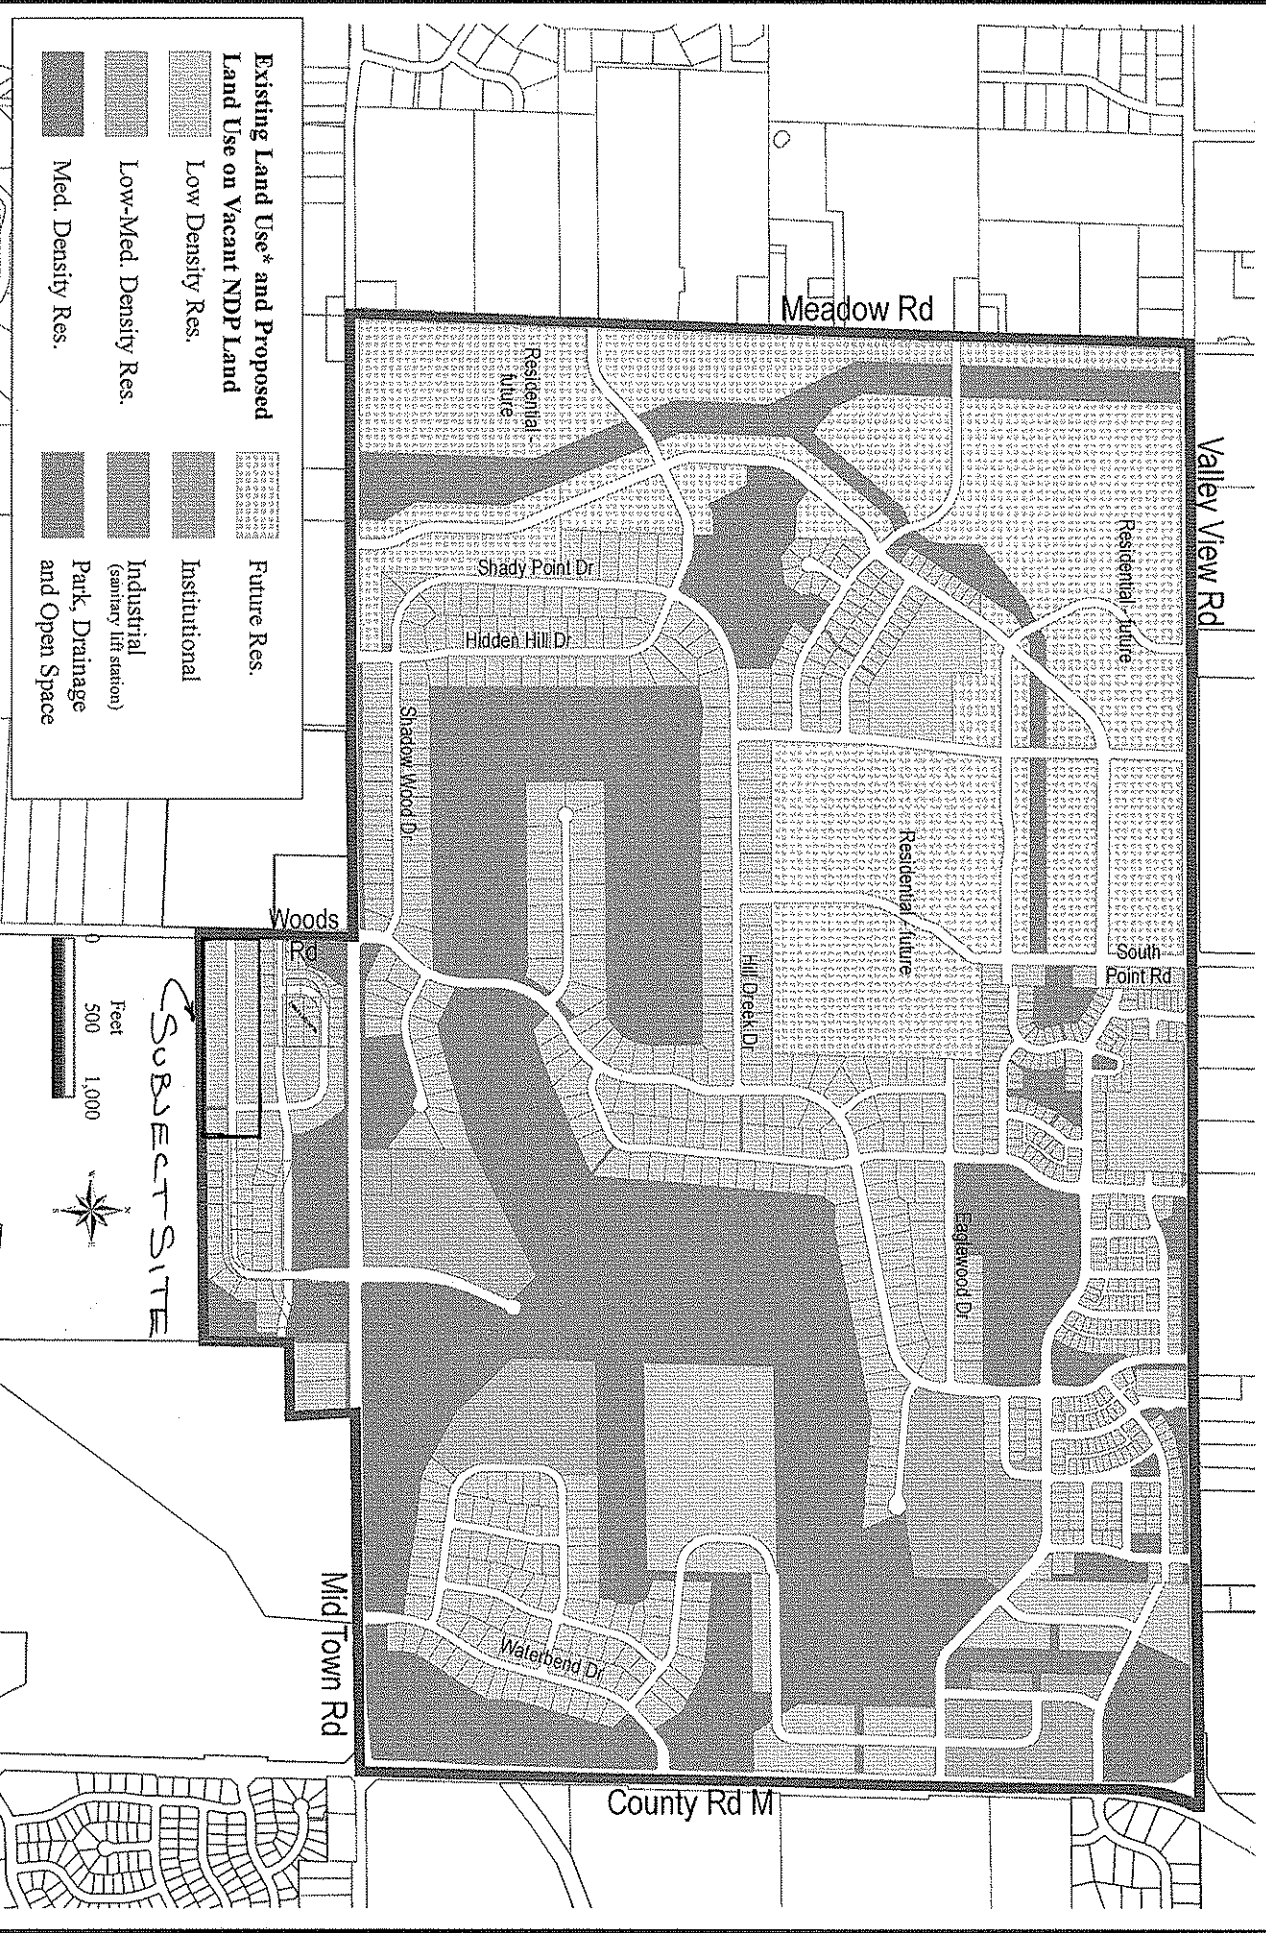 Valley View Rd
Meadow Rd
Residential - future
Residential - future
Residential - future
South
Point Rd
Shady Point Dr
Hidden Hill Dr
Shadow Wood Dr
Hill Creek Dr
Eaglewood Dr
Waterbend Dr
Woods
Rd
Mid Town Rd
County Rd M
Existing Land Use* and Proposed
Land Use on Vacant NDP Land
Low Density Res.
Low-Med. Density Res.
Med. Density Res.
Future Res.
Institutional
Industrial
(sanitary lift station)
Park, Drainage
and Open Space
0 500 1,000
Feet
SUBJECT SITE